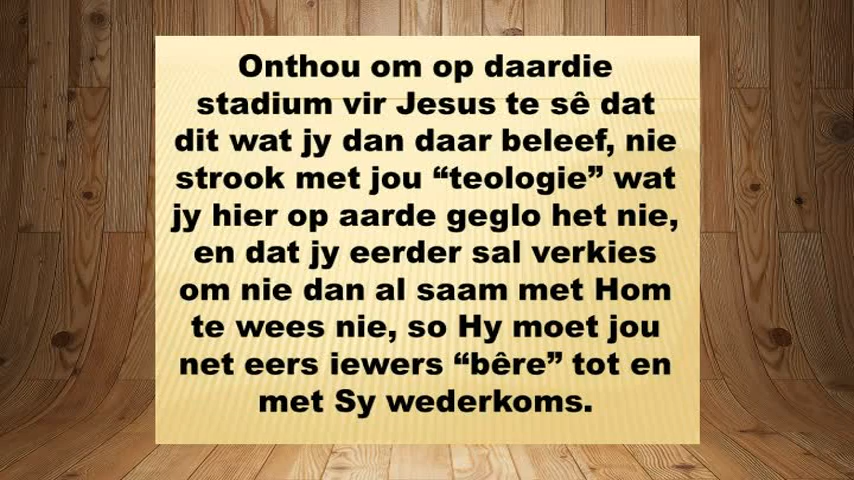 Onthou om op daardie
stadium vir Jesus te sê dat
dit wat jy dan daar beleef, nie
strook met jou “teologie” wat
jy hier op aarde geglo het nie,
en dat jy eerder sal verkies
om nie dan al saam met Hom
te wees nie, so Hy moet jou
net eers iewers “bêre” tot en
met Sy wederkoms.